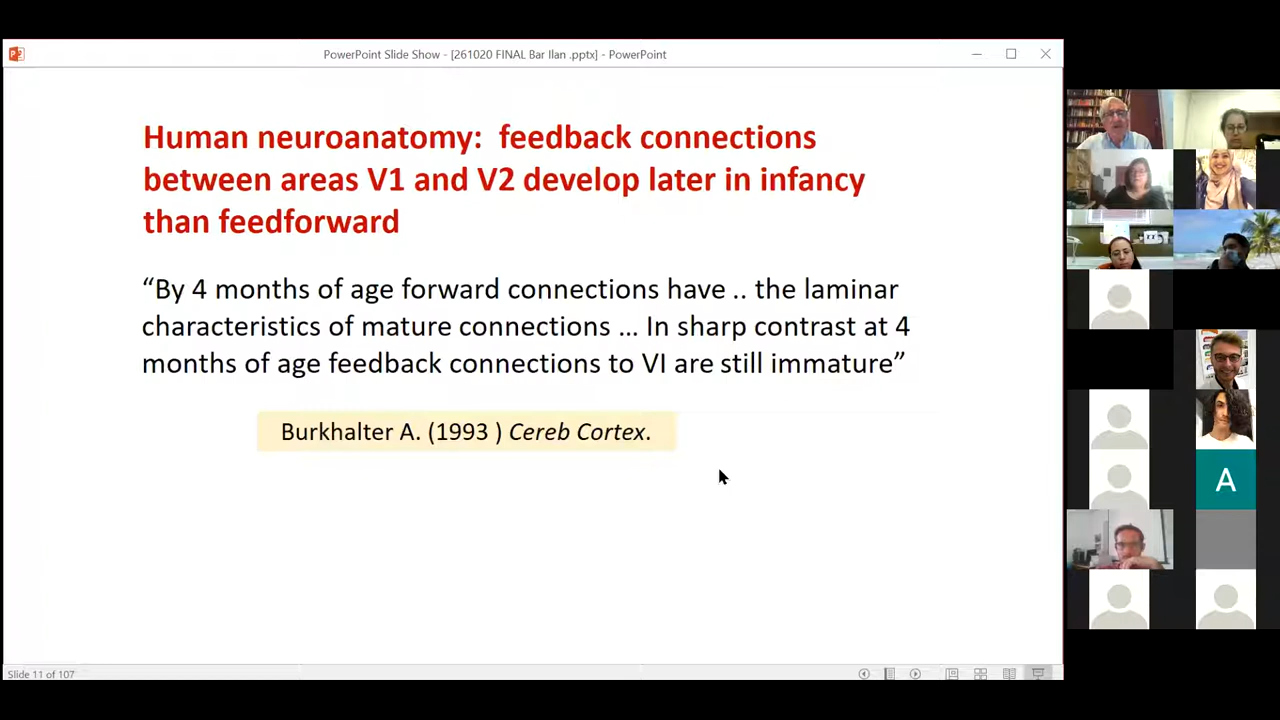 PowerPoint Slide Show - [261020 FINAL Bar Ilan .pptx] - PowerPoint
Human neuroanatomy: feedback connections
between areas V1 and V2 develop later in infancy
than feedforward
“By 4 months of age forward connections have .. the laminar
characteristics of mature connections ... In sharp contrast at 4
months of age feedback connections to VI are still immature”
Burkhalter A. (1993 ) Cereb Cortex.
A
Slide 11 of 107